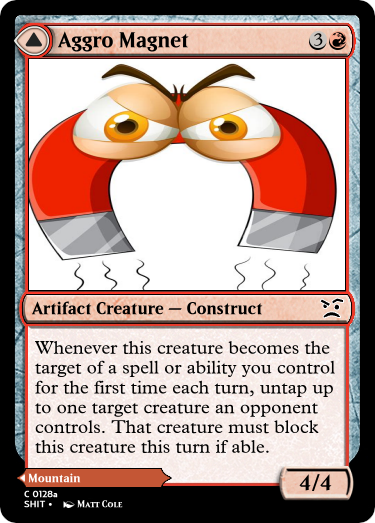 Aggro Magnet 3
Artifact Creature — Construct
Whenever this creature becomes the
target of a spell or ability you control
for the first time each turn, untap up
to one target creature an opponent
controls. That creature must block
this creature this turn if able.
Mountain
4/4
C 0128a
SHIT • Matt Cole